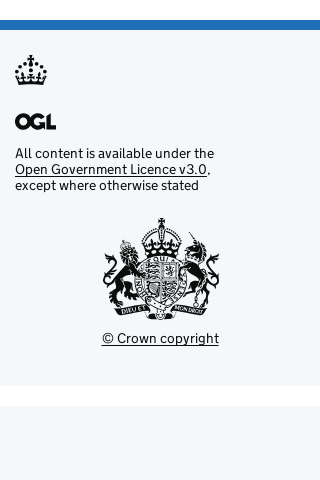 OGL
All content is available under the
Open Government Licence v3.0,
except where otherwise stated
DIEU ET MON DROIT
© Crown copyright